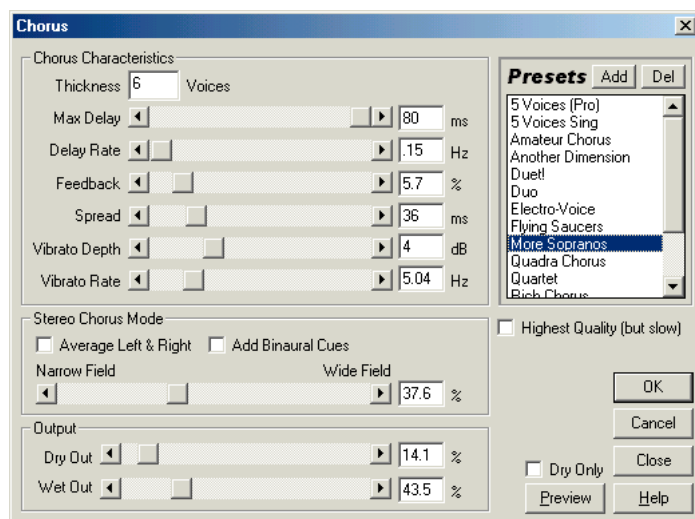 Chorus
Chorus Characteristics
Thickness 6 Voices
Max Delay 80 ms
Delay Rate .15 Hz
Feedback 5.7 %
Spread 36 ms
Vibrato Depth 4 dB
Vibrato Rate 5.04 Hz
Stereo Chorus Mode
Average Left & Right Add Binaural Cues
Narrow Field Wide Field
37.6 %
Output
Dry Out 14.1 %
Wet Out 43.5 %
Presets Add Del
5 Voices (Pro)
5 Voices Sing
Amateur Chorus
Another Dimension
Duet!
Duo
Electro-Voice
Flying Saucers
More Sopranos
Quadra Chorus
Quartet
Rich Chorus
Highest Quality (but slow)
OK
Cancel
Close
Dry Only
Preview Help